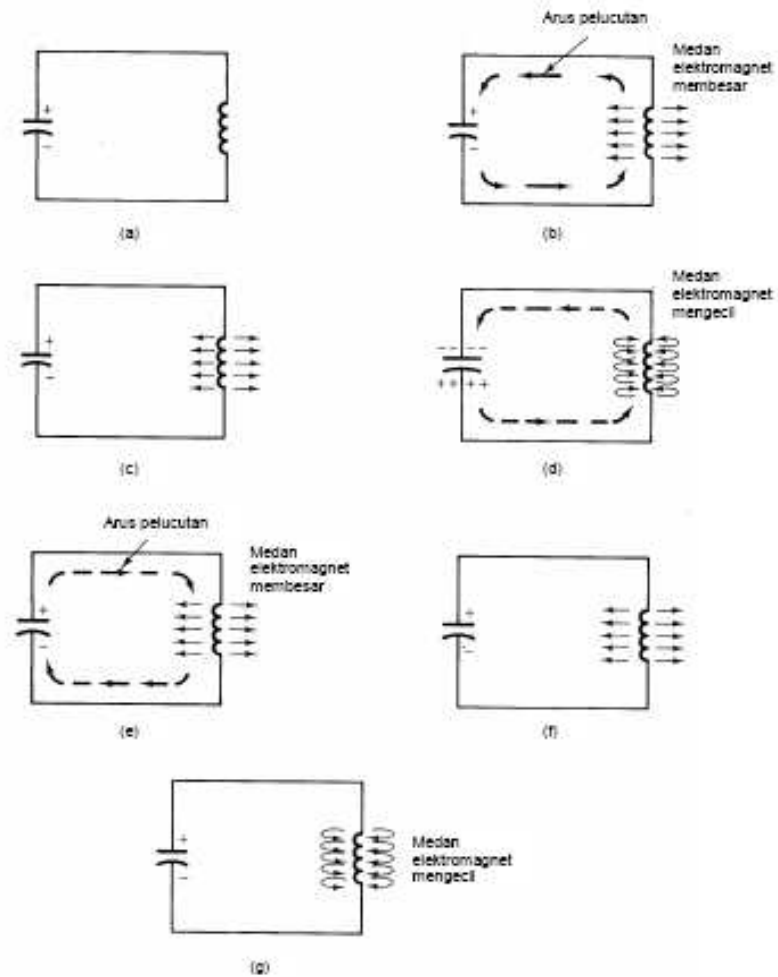 Arus pelucutan
Medan
elektromagnet
membesar
+
-
(a)
+
-
(b)
+
-
(c)
Medan
elektromagnet
mengecil
- - - -
+ + + +
(d)
Arus pelucutan
Medan
elektromagnet
membesar
+
-
(e)
+
-
(f)
+
-
Medan
elektromagnet
mengecil
(g)